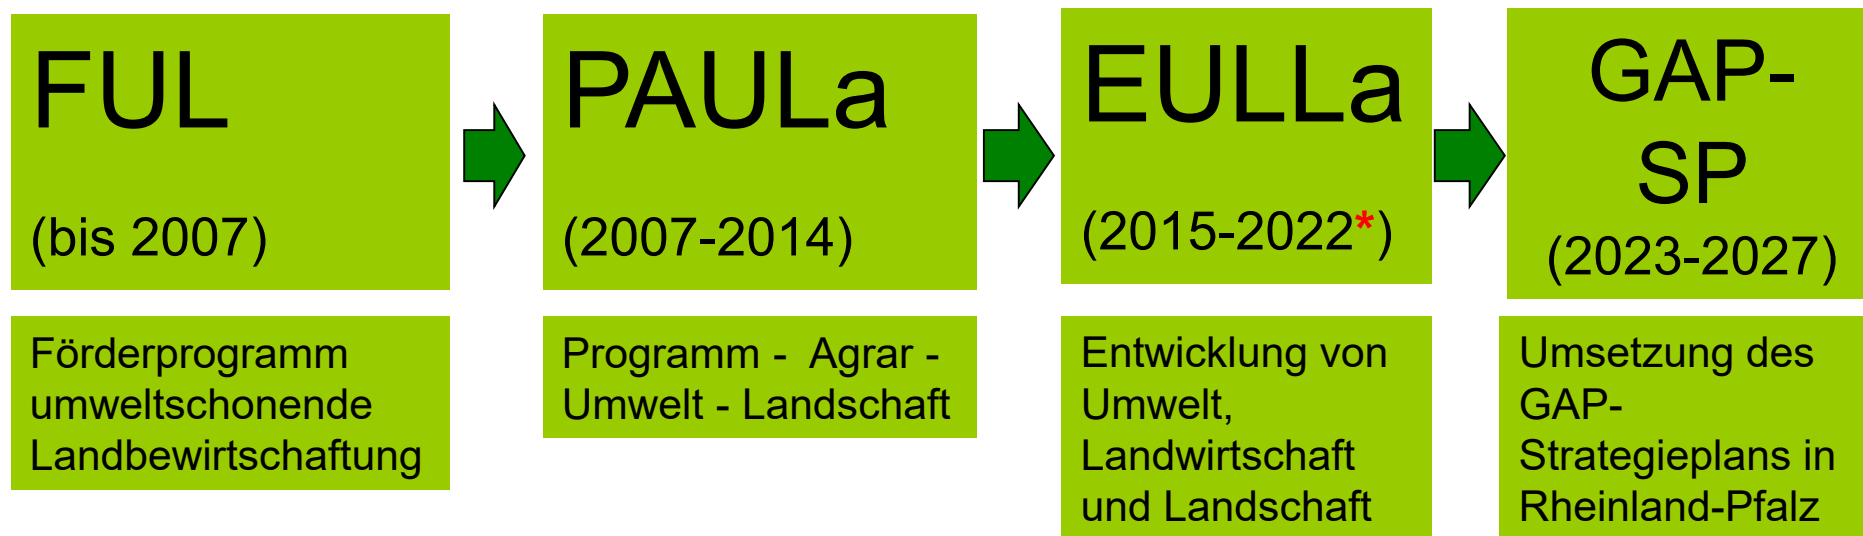 FUL
(bis 2007)
PAULa
(2007-2014)
EULLa
(2015-2022*)
GAP-
SP
(2023-2027)
Förderprogramm
umweltschonende
Landbewirtschaftung
Programm - Agrar -
Umwelt - Landschaft
Entwicklung von
Umwelt,
Landwirtschaft
und Landschaft
Umsetzung des
GAP-
Strategieplans in
Rheinland-Pfalz